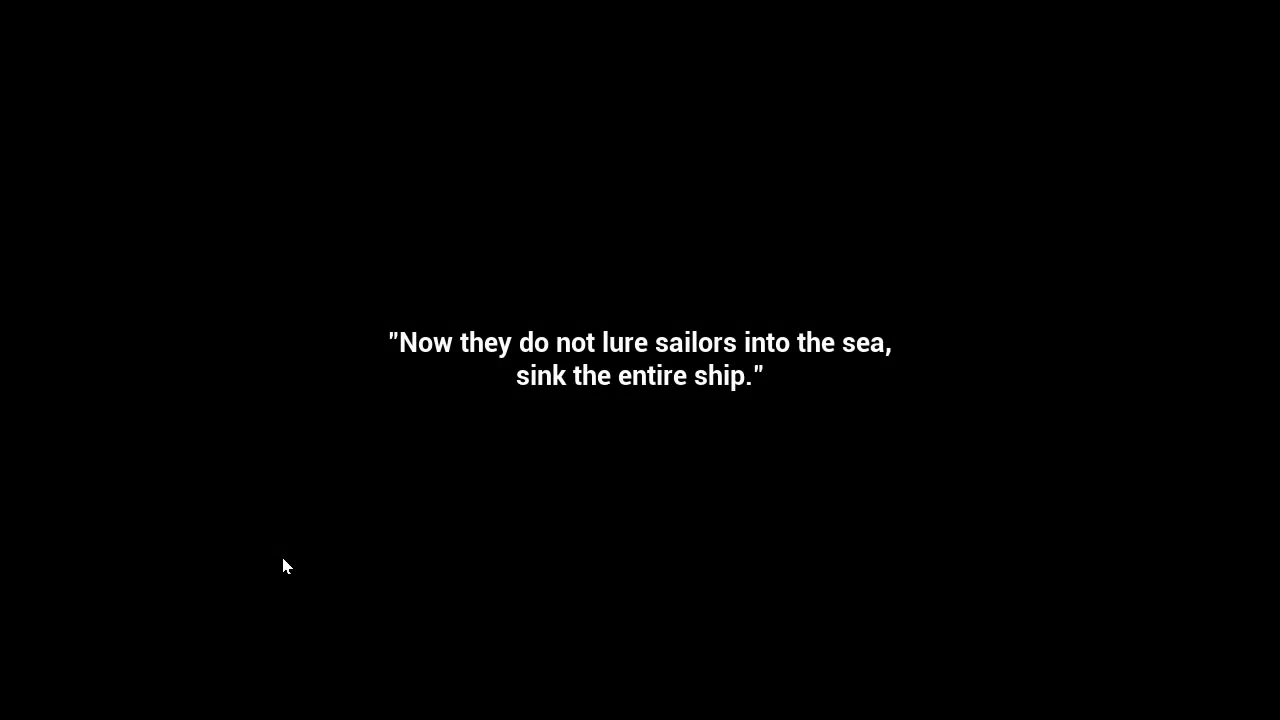 "Now they do not lure sailors into the sea,
sink the entire ship."